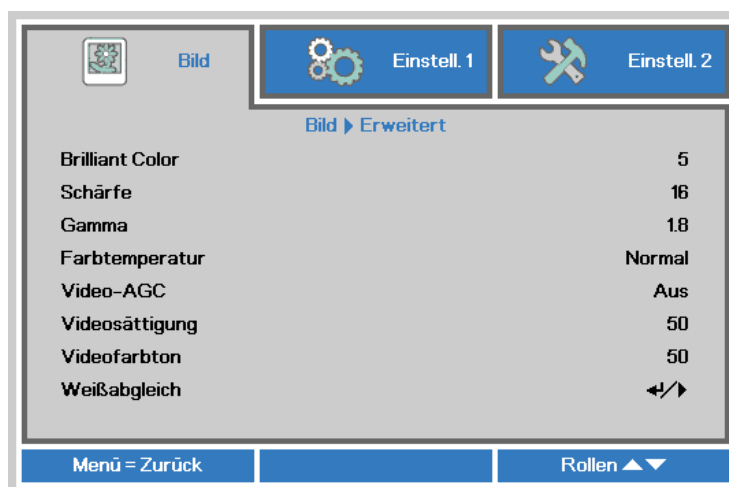 Bild Einstell. 1 Einstell. 2
Bild ▶ Erweitert
Brilliant Color 5
Schärfe 16
Gamma 1.8
Farbtemperatur Normal
Video-AGC Aus
Videosättigung 50
Videofarbton 50
Weißabgleich ↵/▶
Menü = Zurück Rollen ▲▼